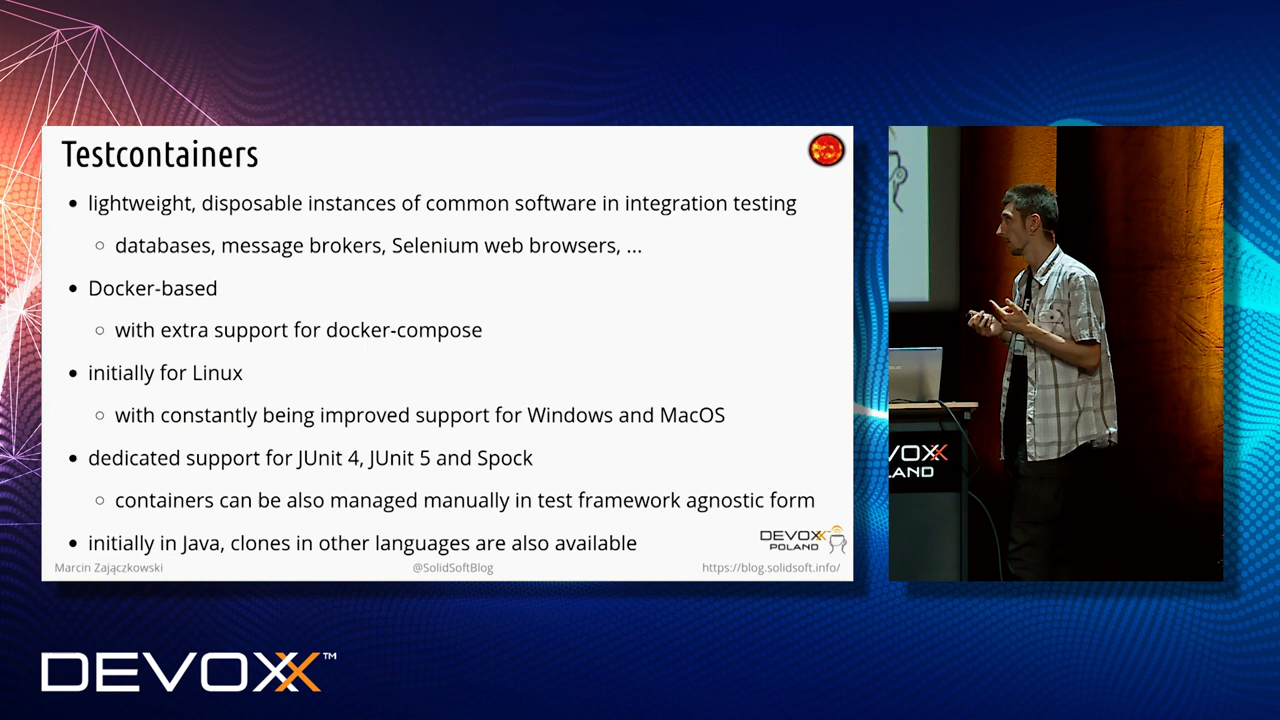 Testcontainers
• lightweight, disposable instances of common software in integration testing
○ databases, message brokers, Selenium web browsers, ...
• Docker-based
○ with extra support for docker-compose
• initially for Linux
○ with constantly being improved support for Windows and MacOS
• dedicated support for JUnit 4, JUnit 5 and Spock
○ containers can be also managed manually in test framework agnostic form
• initially in Java, clones in other languages are also available
DEVOXX™
POLAND
Marcin Zajączkowski
@SolidSoftBlog
https://blog.solidsoft.info/
VOXX
LAND
DEVOXX™